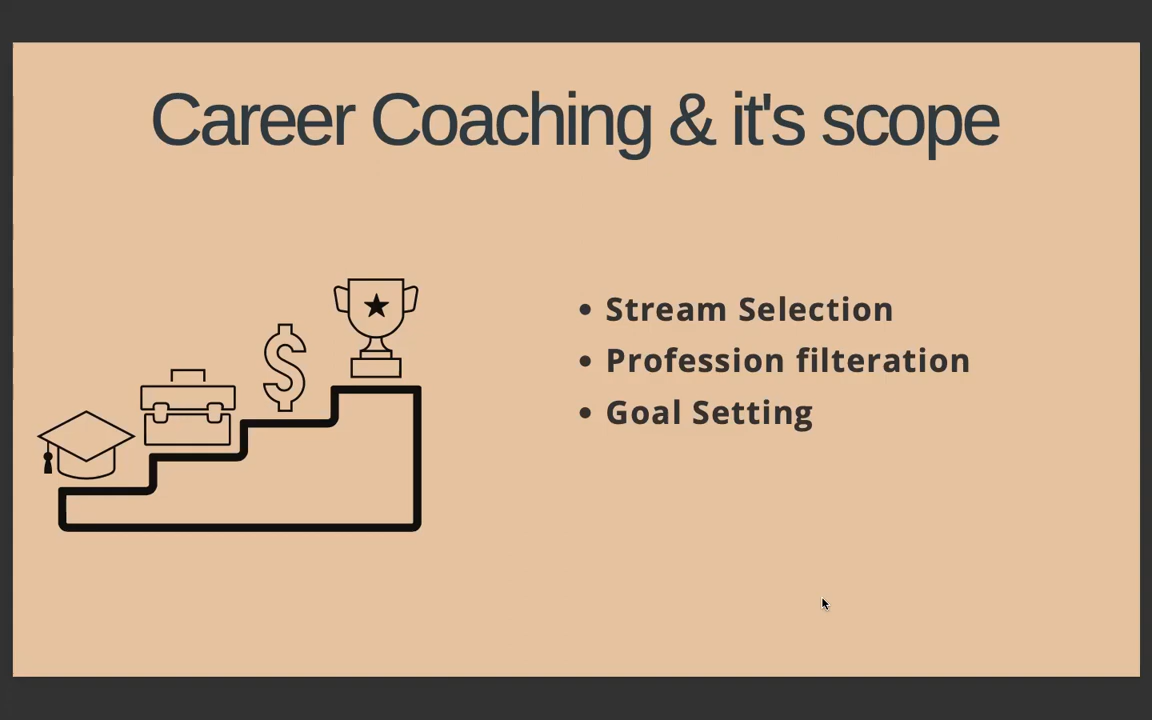 Career Coaching & it's scope
• Stream Selection
• Profession filteration
• Goal Setting